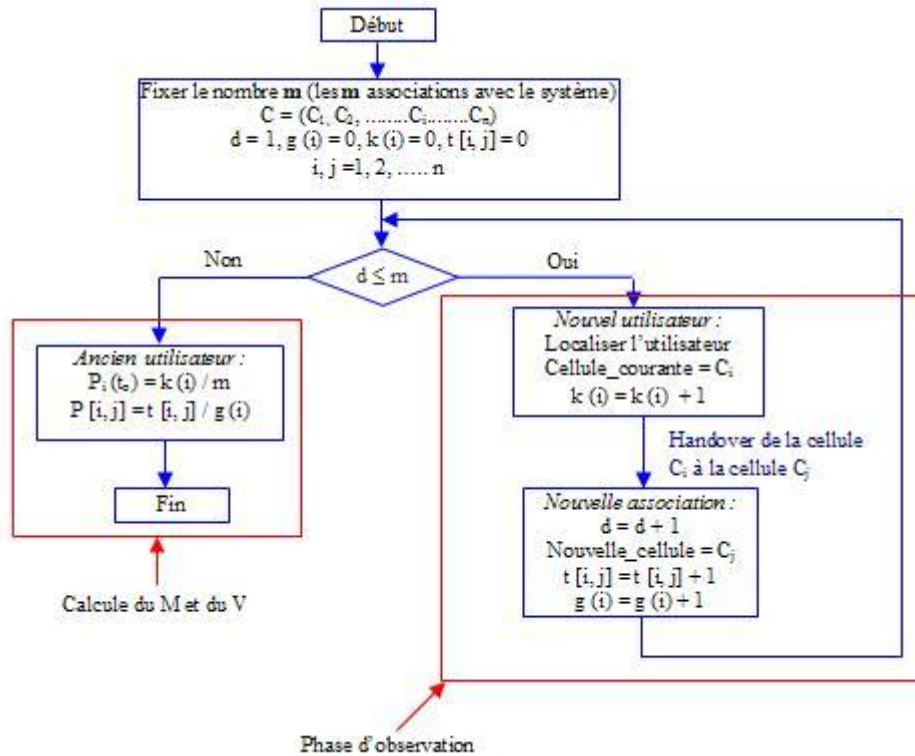 Début
Fixer le nombre m (les m associations avec le système)
C = (C1, C2, ........Ci........Cn)
d = 1, g (i) = 0, k (i) = 0, t [i, j] = 0
i, j =1, 2, ..... n
Non
d ≤ m
Oui
Ancien utilisateur :
Pi (to) = k (i) / m
P [i, j] = t [i, j] / g (i)
Fin
Calcule du M et du V
Nouvel utilisateur :
Localiser l'utilisateur
Cellule_courante = Ci
k (i) = k (i) + 1
Handover de la cellule
Ci à la cellule Cj
Nouvelle association :
d = d + 1
Nouvelle_cellule = Cj
t [i, j] = t [i, j] + 1
g (i) = g (i) + 1
Phase d'observation